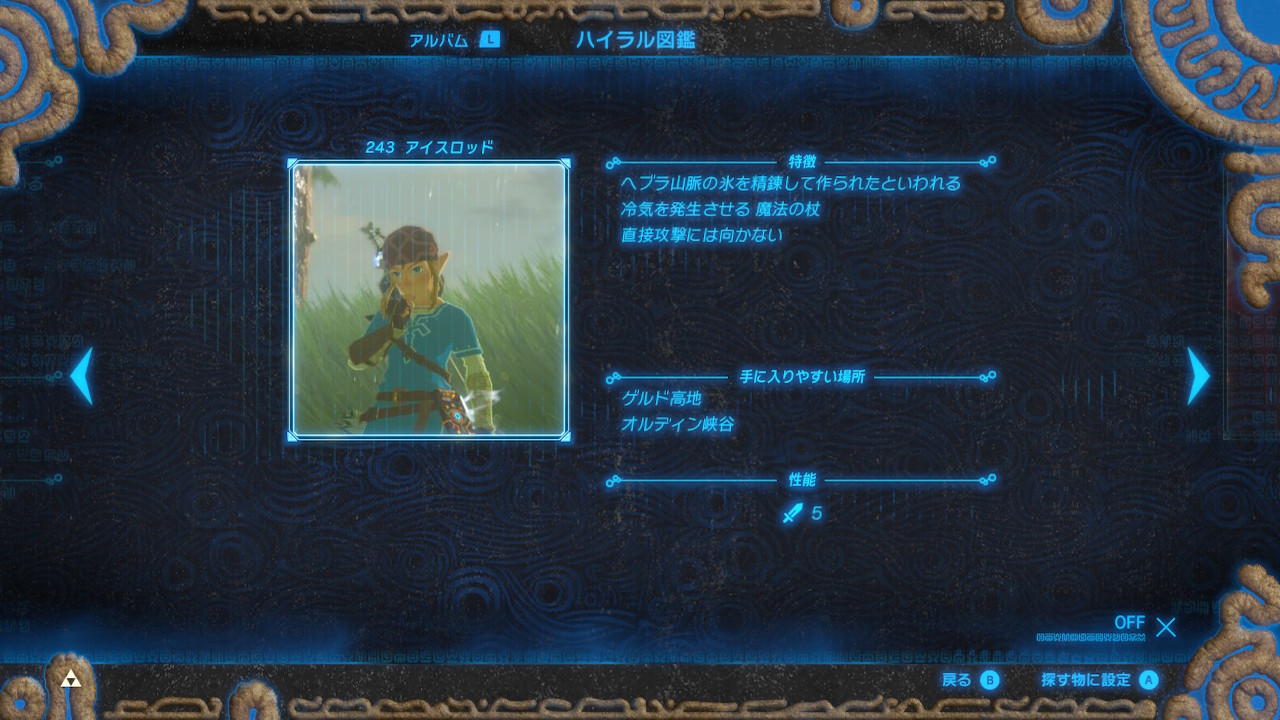 アルバム L
ハイラル図鑑
243 アイスロッド
特徴
ヘブラ山脈の氷を精錬して作られたといわれる
冷気を発生させる 魔法の杖
直接攻撃には向かない
手に入りやすい場所
ゲルド高地
オルディン峡谷
性能
5
OFF
戻る B
探す物に設定 A